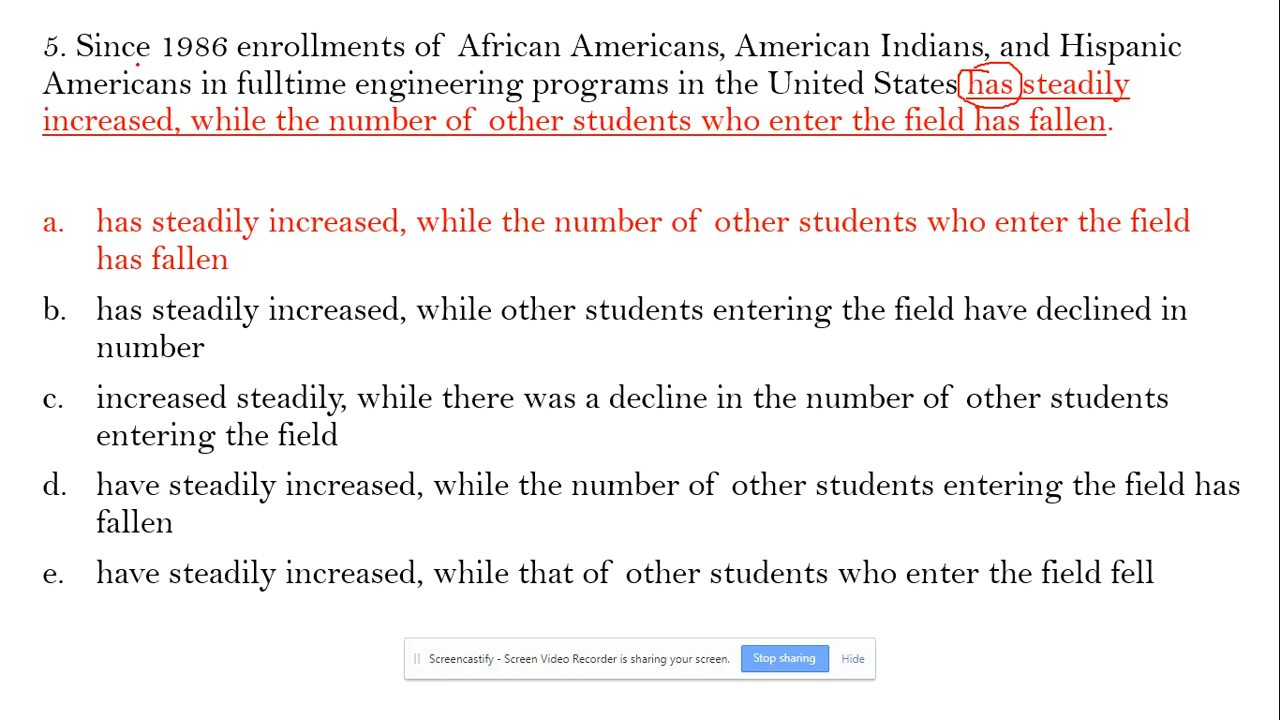 5. Since 1986 enrollments of African Americans, American Indians, and Hispanic
Americans in fulltime engineering programs in the United States has steadily
increased, while the number of other students who enter the field has fallen.
a. has steadily increased, while the number of other students who enter the field
has fallen
b. has steadily increased, while other students entering the field have declined in
number
c. increased steadily, while there was a decline in the number of other students
entering the field
d. have steadily increased, while the number of other students entering the field has
fallen
e. have steadily increased, while that of other students who enter the field fell
Screencastify - Screen Video Recorder is sharing your screen. Stop sharing Hide